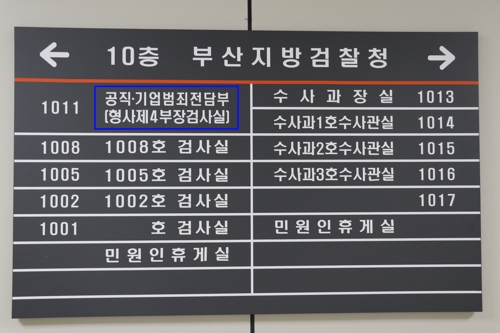 ← 10층 부산지방검찰청 →
1011 공직·기업범죄전담부
(형사제4부장검사실)
1008 1008호 검사실
1005 1005호 검사실
1002 1002호 검사실
1001 호 검사실
민원인휴게실
수사과장실 1013
수사과1호수사관실 1014
수사과2호수사관실 1015
수사과3호수사관실 1016
1017
민원인휴게실